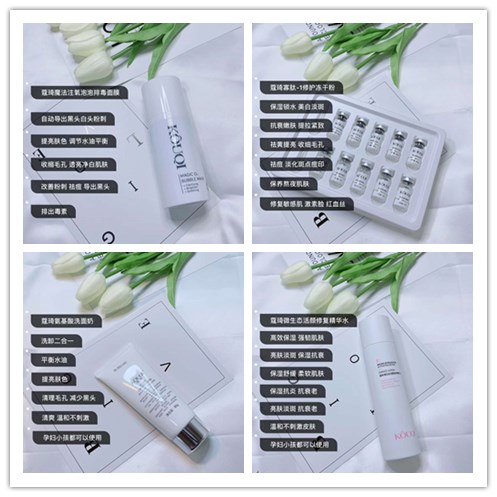 蔻琦魔法注氧泡泡排毒面膜
自动导出黑头白头粉刺
提亮肤色 调节水油平衡
收细毛孔 透亮净白肌肤
改善粉刺 祛痘 导出黑头
排出毒素
KOUQI
蔻琦寡肽-1修护冻干粉
保湿锁水 美白淡斑
抗衰嫩肤 提拉紧致
祛黄提亮 收细毛孔
祛痘 淡化斑点痘印
保养熬夜肌肤
修复敏感肌 激素脸 红血丝
蔻琦氨基酸洗面奶
洗卸二合一
平衡水油
提亮肤色
清理毛孔 减少黑头
清爽 温和不刺激
孕妇小孩都可以使用
蔻琦微生态活颜修复精华水
高效保湿 强韧肌肤
亮肤淡斑 保湿抗衰
保湿舒缓 柔软肌肤
保湿抗炎 抗衰老
亮肤淡斑 抗衰老
温和不刺激皮肤
孕妇小孩都可以使用
KOUQI